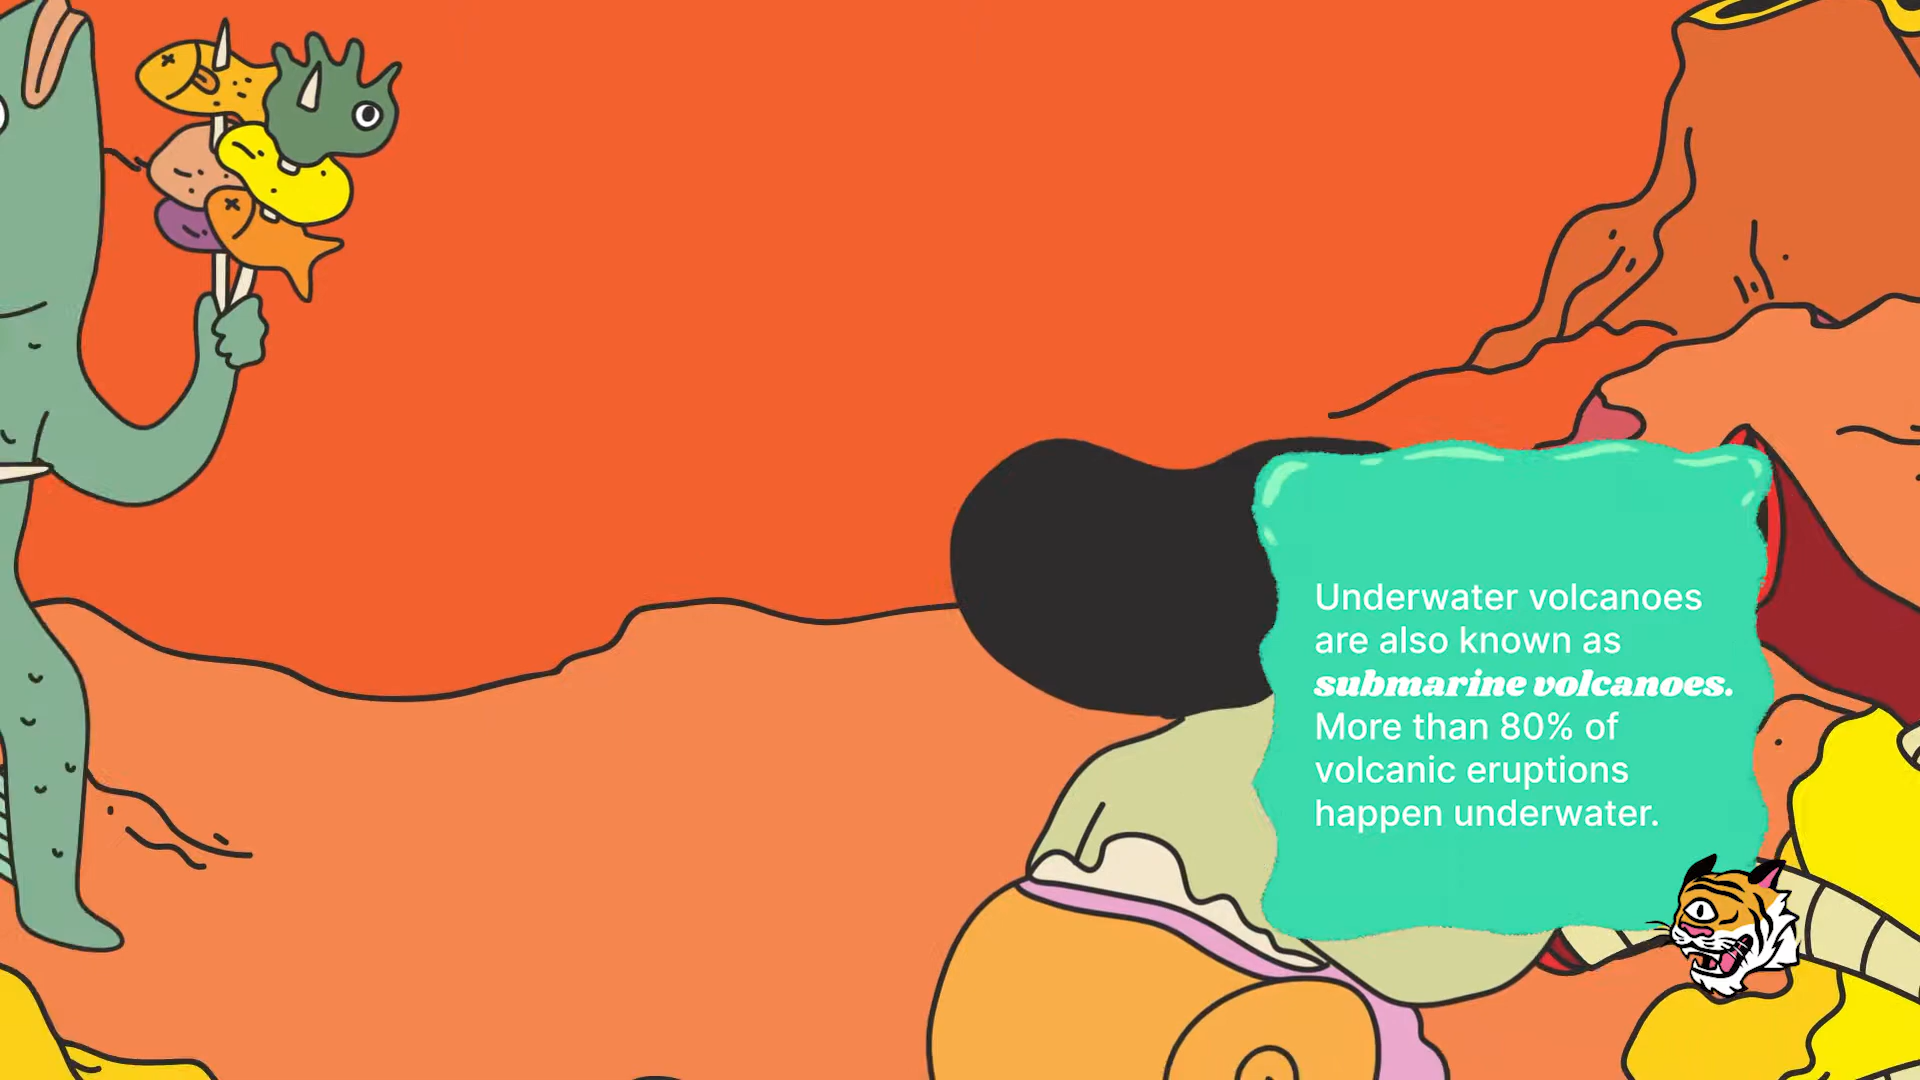 Underwater volcanoes
are also known as
submarine volcanoes.
More than 80% of
volcanic eruptions
happen underwater.